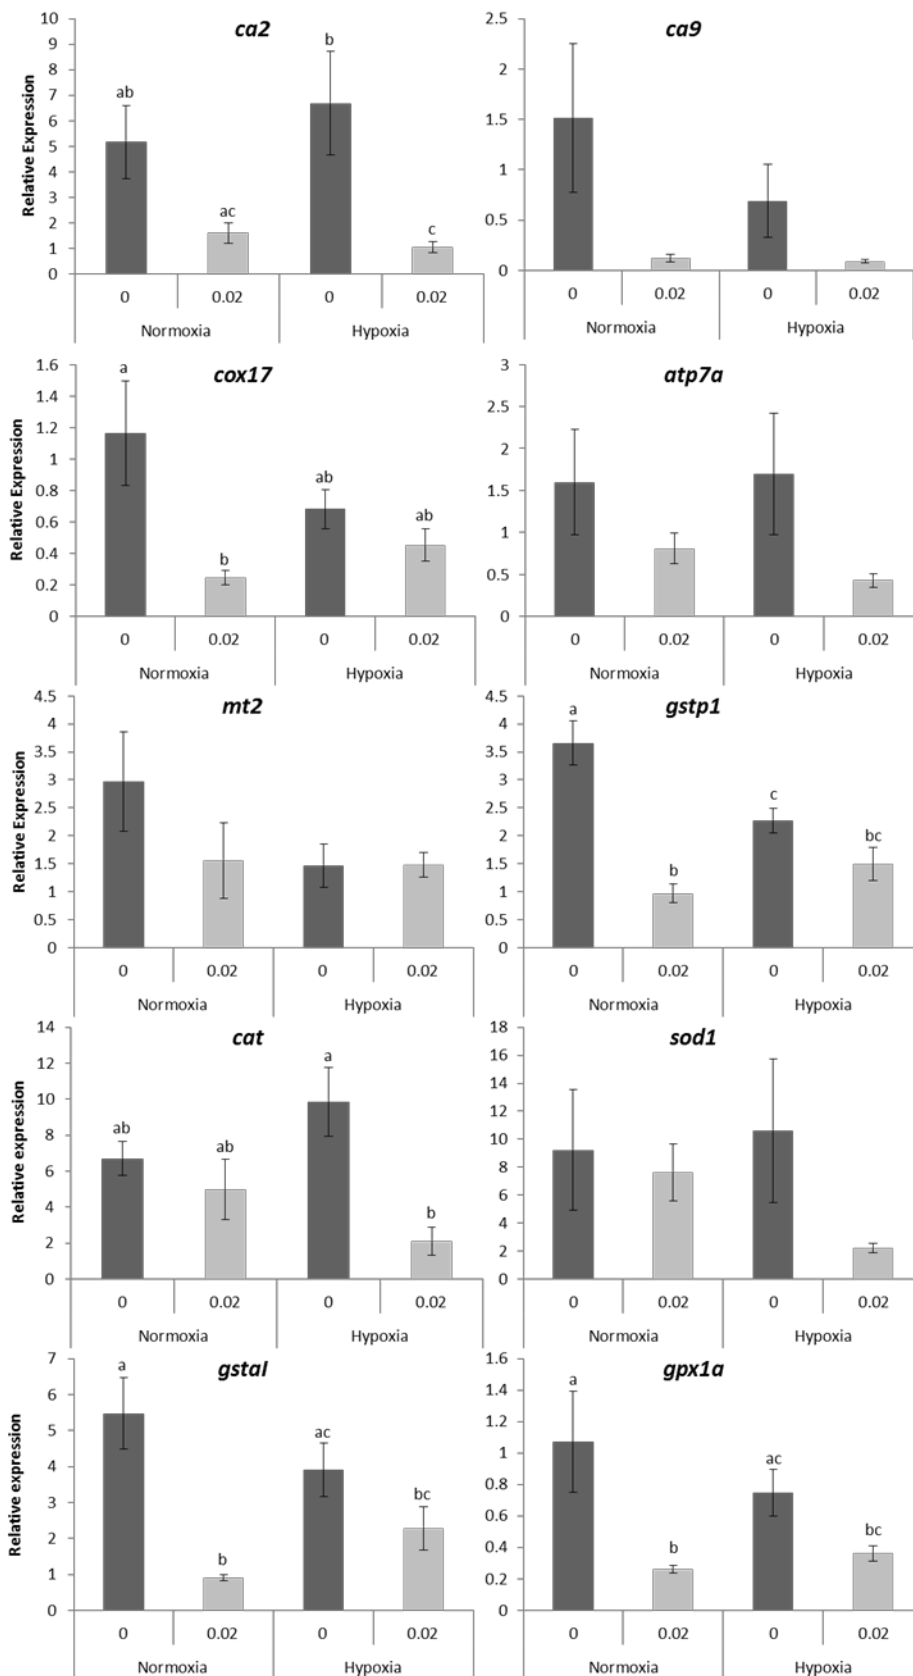 ca2
10
9
8
7
6
5
4
3
2
1
0
Relative Expression
ab
ac
b
c
0 0.02 0 0.02
Normoxia Hypoxia
ca9
2.5
2
1.5
1
0.5
0
0 0.02 0 0.02
Normoxia Hypoxia
cox17
1.6
1.4
1.2
1
0.8
0.6
0.4
0.2
0
Relative Expression
a
b
ab
ab
0 0.02 0 0.02
Normoxia Hypoxia
atp7a
3
2.5
2
1.5
1
0.5
0
0 0.02 0 0.02
Normoxia Hypoxia
mt2
4.5
4
3.5
3
2.5
2
1.5
1
0.5
0
Relative Expression
0 0.02 0 0.02
Normoxia Hypoxia
gstp1
4.5
4
3.5
3
2.5
2
1.5
1
0.5
0
a
b
c
bc
0 0.02 0 0.02
Normoxia Hypoxia
cat
14
12
10
8
6
4
2
0
Relative expression
ab
ab
a
b
0 0.02 0 0.02
Normoxia Hypoxia
sod1
18
16
14
12
10
8
6
4
2
0
0 0.02 0 0.02
Normoxia Hypoxia
gstal
7
6
5
4
3
2
1
0
Relative expression
a
b
ac
bc
0 0.02 0 0.02
Normoxia Hypoxia
gpx1a
1.6
1.4
1.2
1
0.8
0.6
0.4
0.2
0
a
b
ac
bc
0 0.02 0 0.02
Normoxia Hypoxia